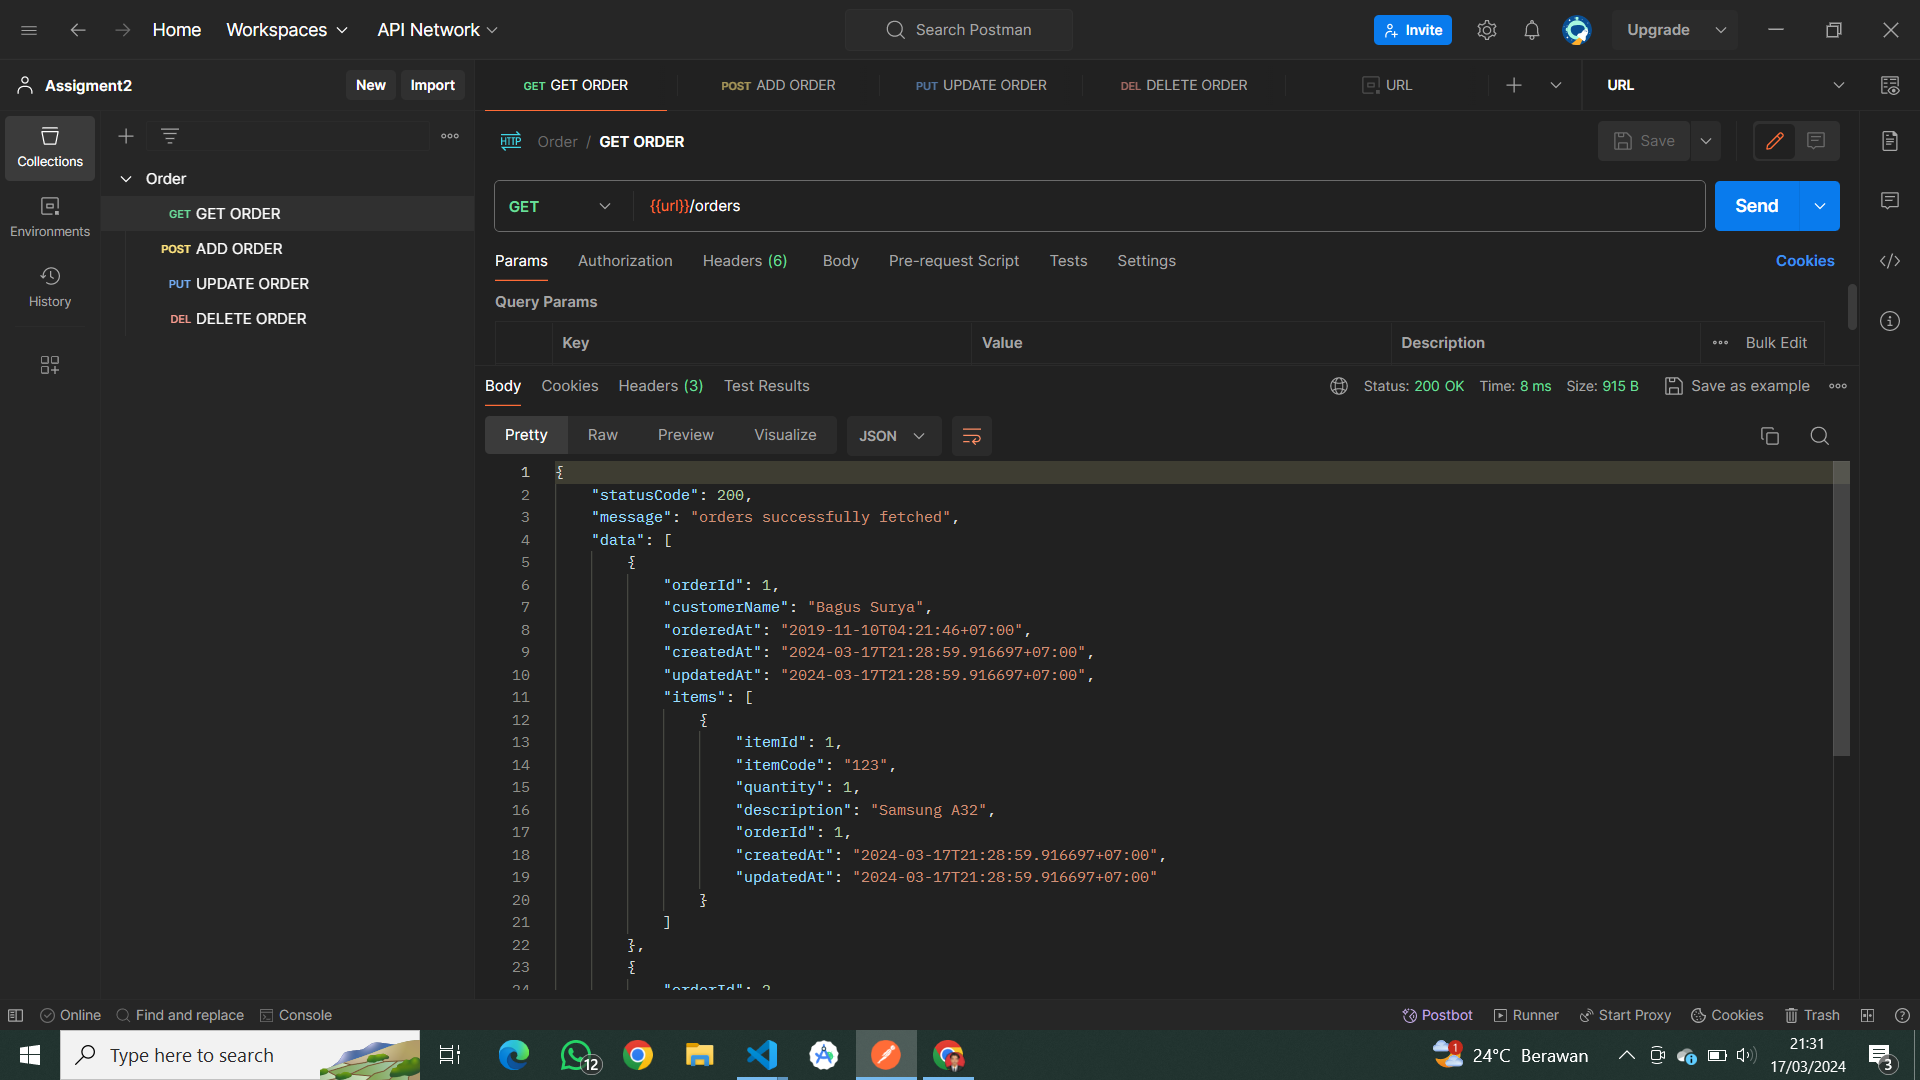 Home Workspaces API Network Search Postman Invite Upgrade
Assigment2 New Import GET GET ORDER POST ADD ORDER PUT UPDATE ORDER DEL DELETE ORDER URL URL
Collections
Environments
History
Order
GET GET ORDER
POST ADD ORDER
PUT UPDATE ORDER
DEL DELETE ORDER
HTTP Order / GET ORDER Save
GET {{url}}/orders Send
Params Authorization Headers (6) Body Pre-request Script Tests Settings Cookies
Query Params
Key Value Description Bulk Edit
Body Cookies Headers (3) Test Results Status: 200 OK Time: 8 ms Size: 915 B Save as example
Pretty Raw Preview Visualize JSON
1 {
2 "statusCode": 200,
3 "message": "orders successfully fetched",
4 "data": [
5 {
6 "orderId": 1,
7 "customerName": "Bagus Surya",
8 "orderedAt": "2019-11-10T04:21:46+07:00",
9 "createdAt": "2024-03-17T21:28:59.916697+07:00",
10 "updatedAt": "2024-03-17T21:28:59.916697+07:00",
11 "items": [
12 {
13 "itemId": 1,
14 "itemCode": "123",
15 "quantity": 1,
16 "description": "Samsung A32",
17 "orderId": 1,
18 "createdAt": "2024-03-17T21:28:59.916697+07:00",
19 "updatedAt": "2024-03-17T21:28:59.916697+07:00"
20 }
21 ]
22 },
23 {
24 "orderId": 2
Online Find and replace Console Postbot Runner Start Proxy Cookies Trash
Type here to search 12 1 24°C Berawan 21:31
17/03/2024 3